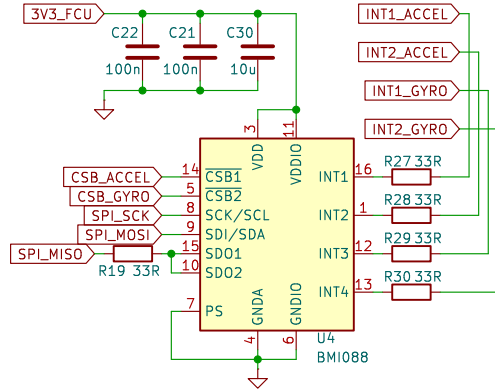 3V3_FCU
C22
C21
C30
100n
100n
10u
INT1_ACCEL
INT2_ACCEL
INT1_GYRO
INT2_GYRO
3
11
VDD
VDDIO
CSB_ACCEL
14
CSB1
INT1
16
R27 33R
CSB_GYRO
5
CSB2
SPI_SCK
8
SCK/SCL
INT2
1
R28 33R
SPI_MOSI
9
SDI/SDA
SPI_MISO
R19 33R
15
SDO1
INT3
12
R29 33R
10
SDO2
7
PS
INT4
13
R30 33R
GNDA
GNDIO
4
6
U4
BMI088